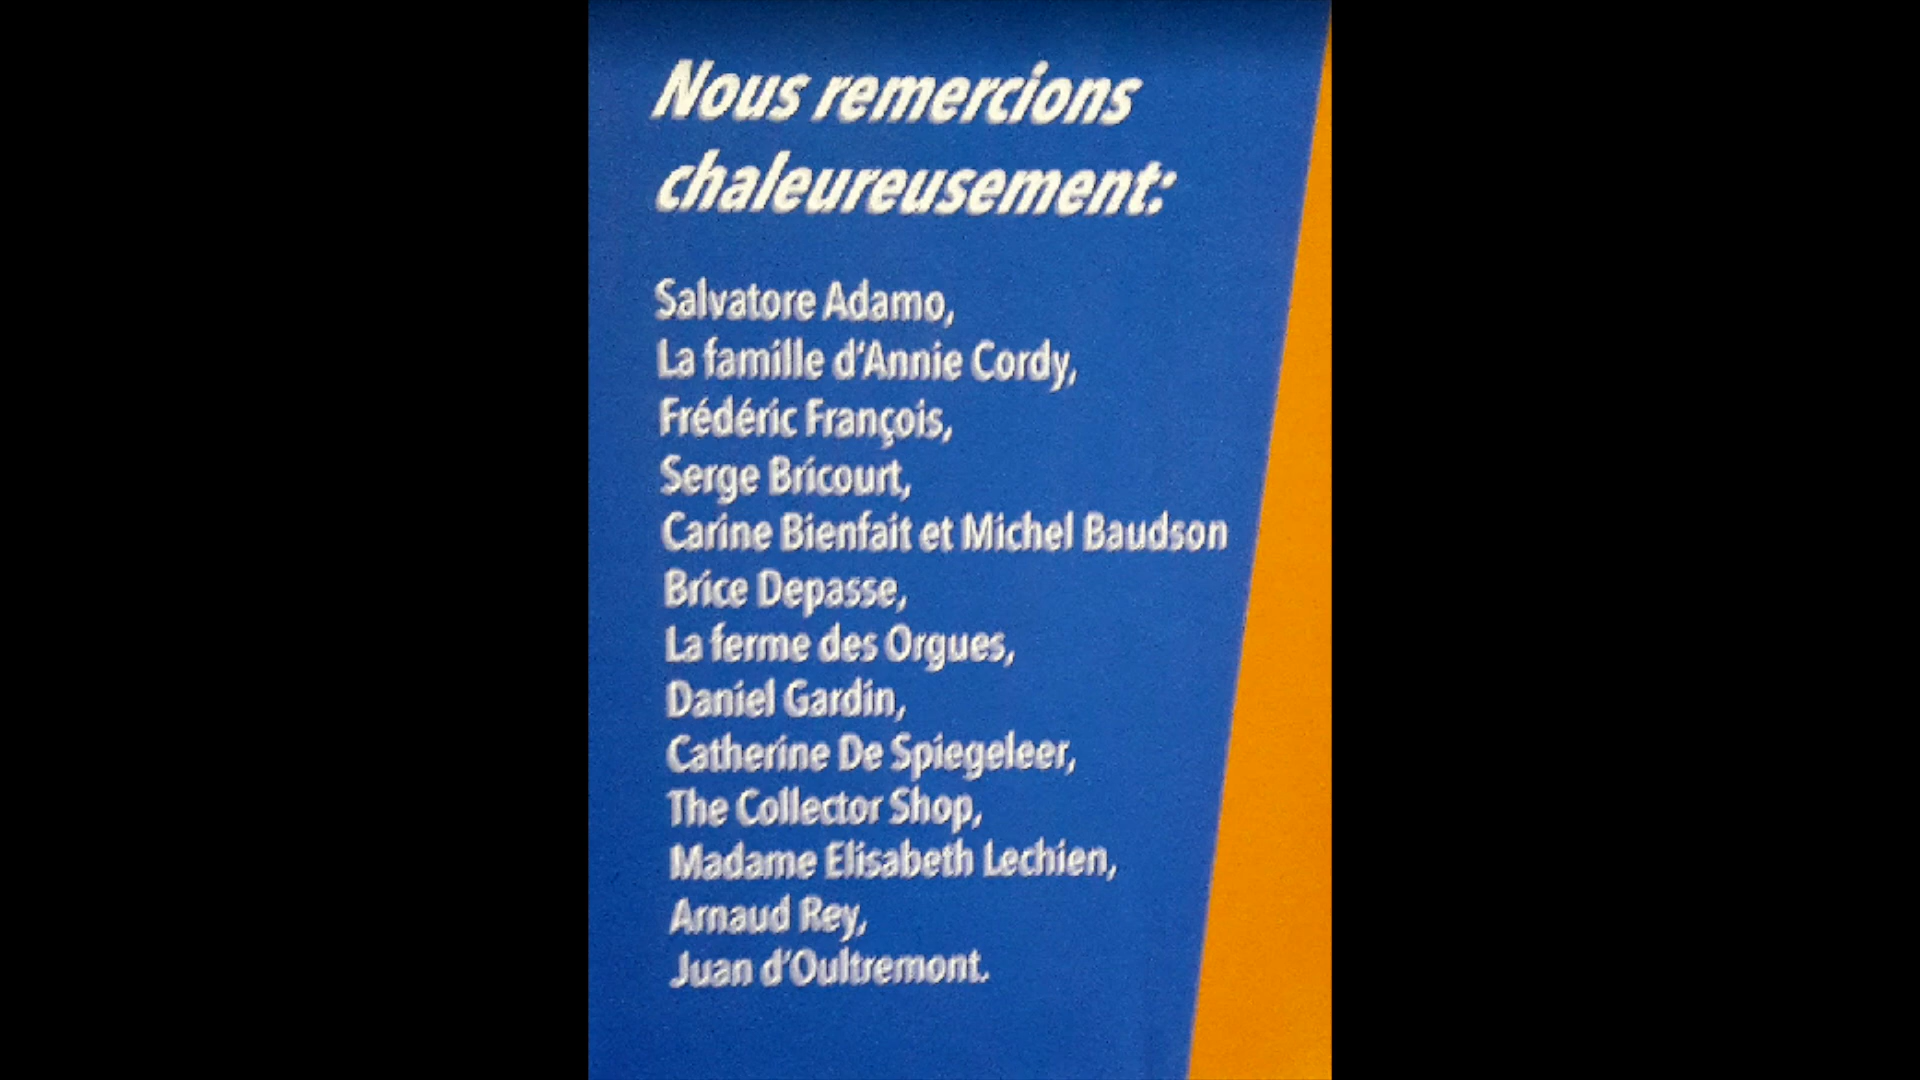 Nous remercions
chaleureusement:
Salvatore Adamo,
La famille d'Annie Cordy,
Frédéric François,
Serge Bricourt,
Carine Bienfait et Michel Baudson
Brice Depasse,
La ferme des Orgues,
Daniel Gardin,
Catherine De Spiegeleer,
The Collector Shop,
Madame Elisabeth Lechien,
Arnaud Rey,
Juan d'Oultremont.